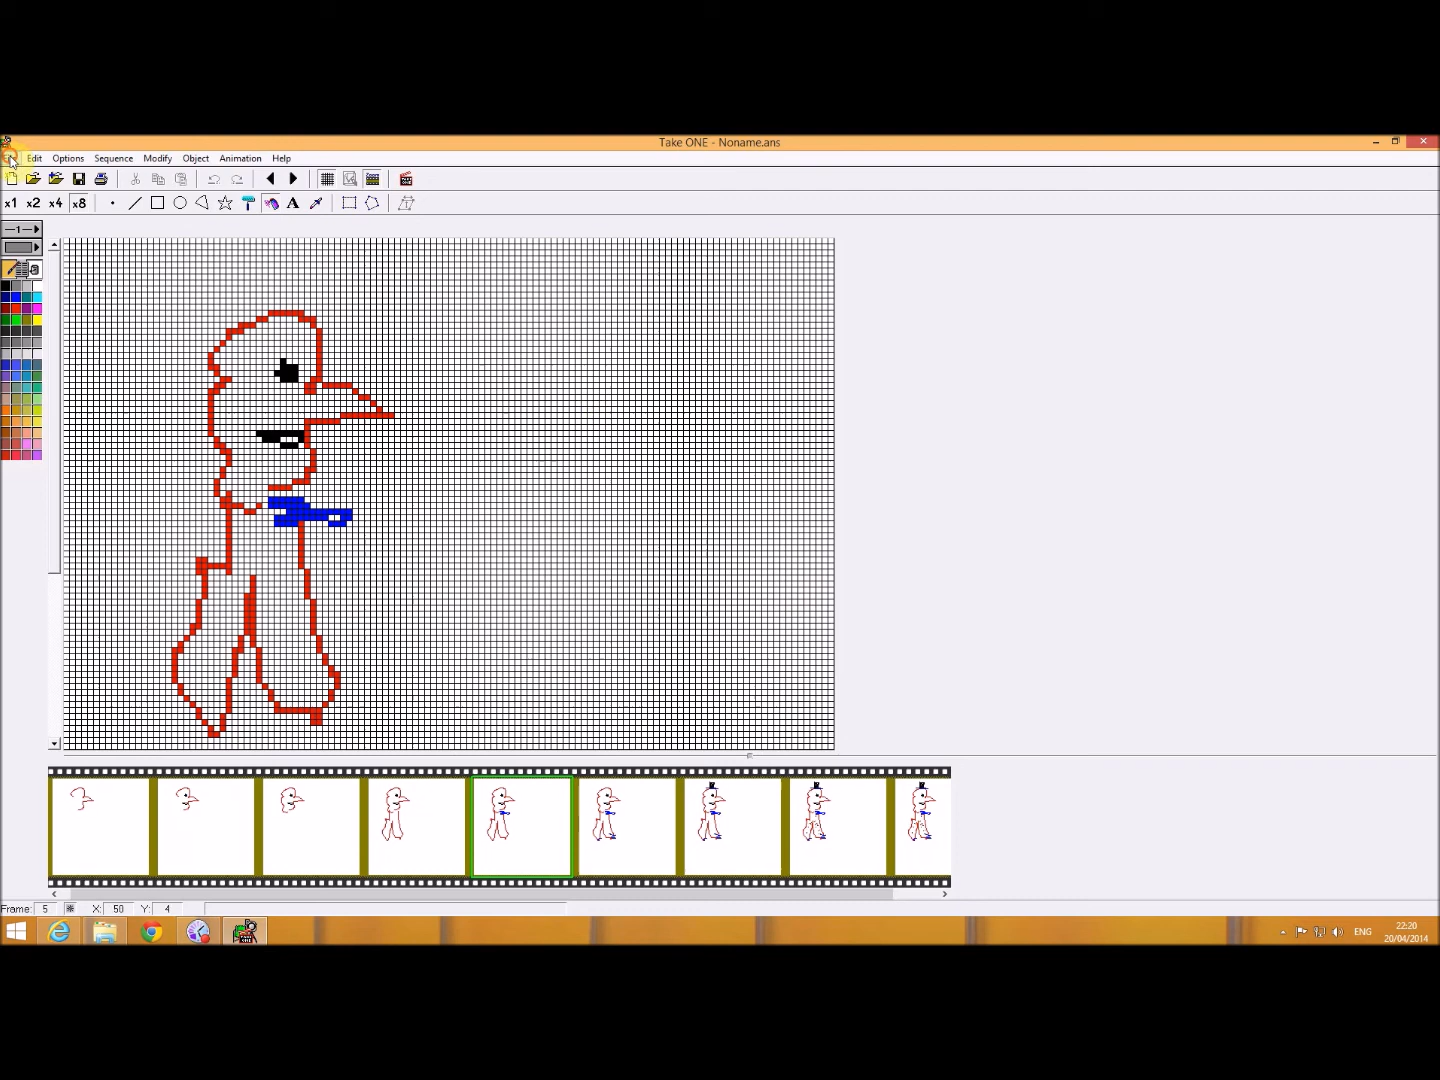 Take ONE - Noname.ans
Edit Options Sequence Modify Object Animation Help
x1 x2 x4 x8 A
1
Frame: 5 X: 50 Y: 4
ENG
22:20
20/04/2014